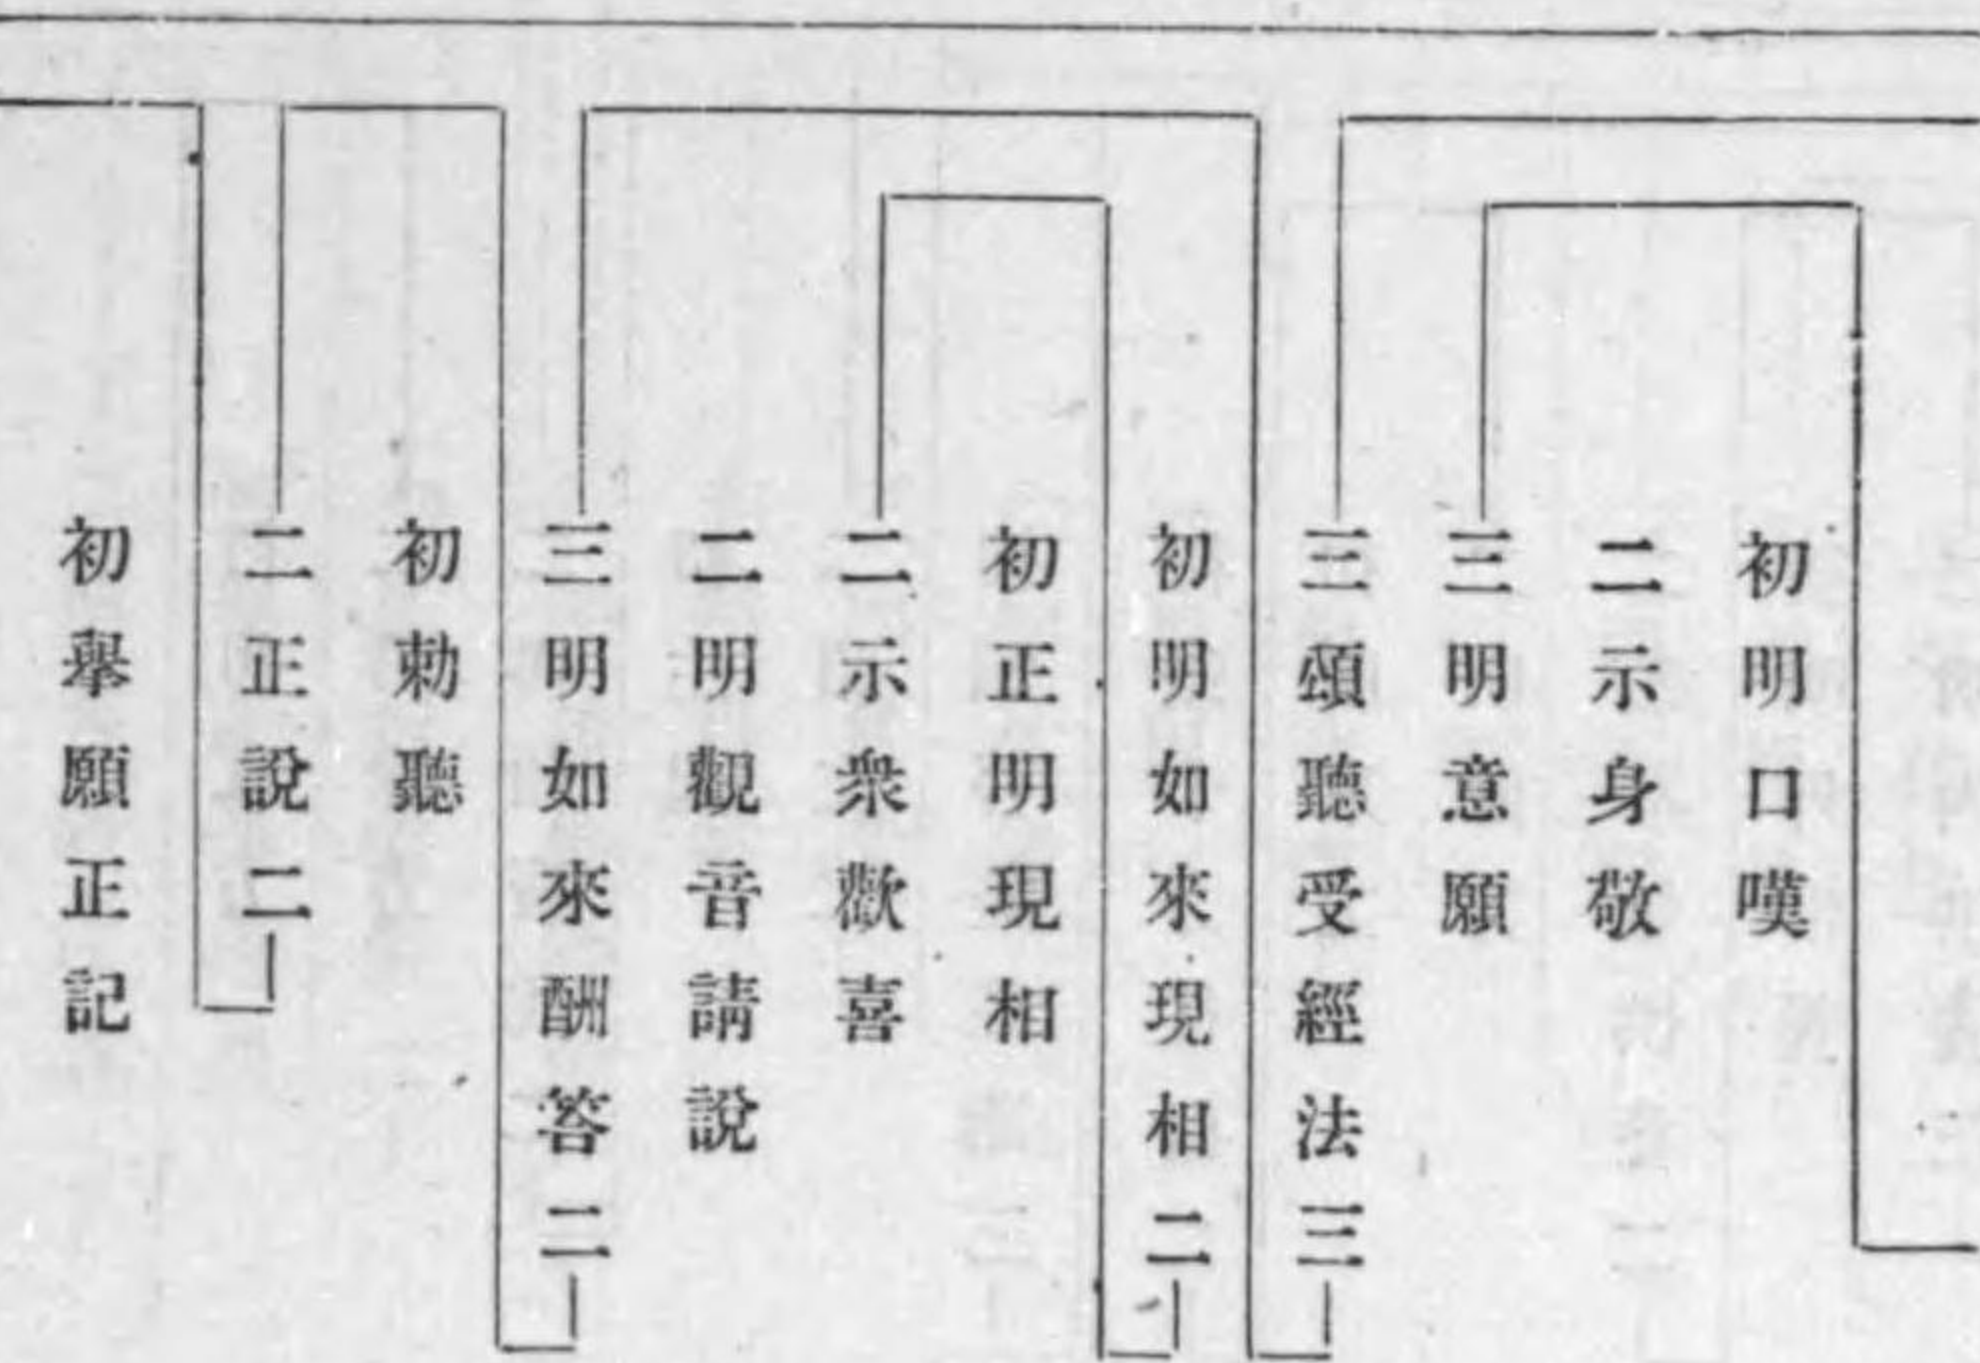 初明口嘆
二示身敬
三明意願
三頌聽受經法三
初明如來現相二
初正明現相
二示衆歡喜
二明觀音請說
三明如來酬答二
初勅聽
二正說二
初擧願正記